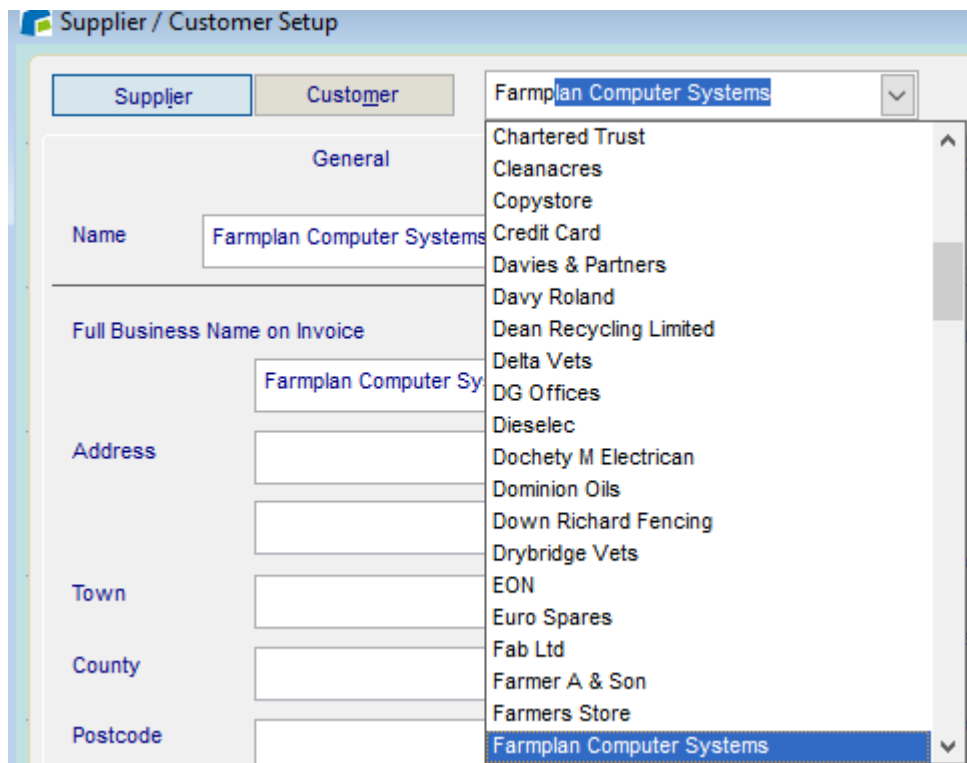 Supplier / Customer Setup
Supplier
Customer
Farmplan Computer Systems
General
Name
Farmplan Computer Systems
Full Business Name on Invoice
Farmplan Computer Sy
Address
Town
County
Postcode
Chartered Trust
Cleanacres
Copystore
Credit Card
Davies & Partners
Davy Roland
Dean Recycling Limited
Delta Vets
DG Offices
Dieselec
Dochety M Electrican
Dominion Oils
Down Richard Fencing
Drybridge Vets
EON
Euro Spares
Fab Ltd
Farmer A & Son
Farmers Store
Farmplan Computer Systems